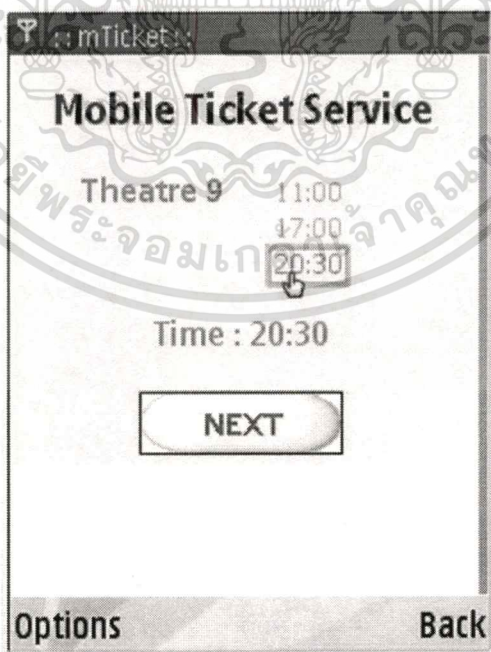 :: mTicket ::
Mobile Ticket Service
Theatre 9 11:00
17:00
20:30
Time : 20:30
NEXT
Options Back